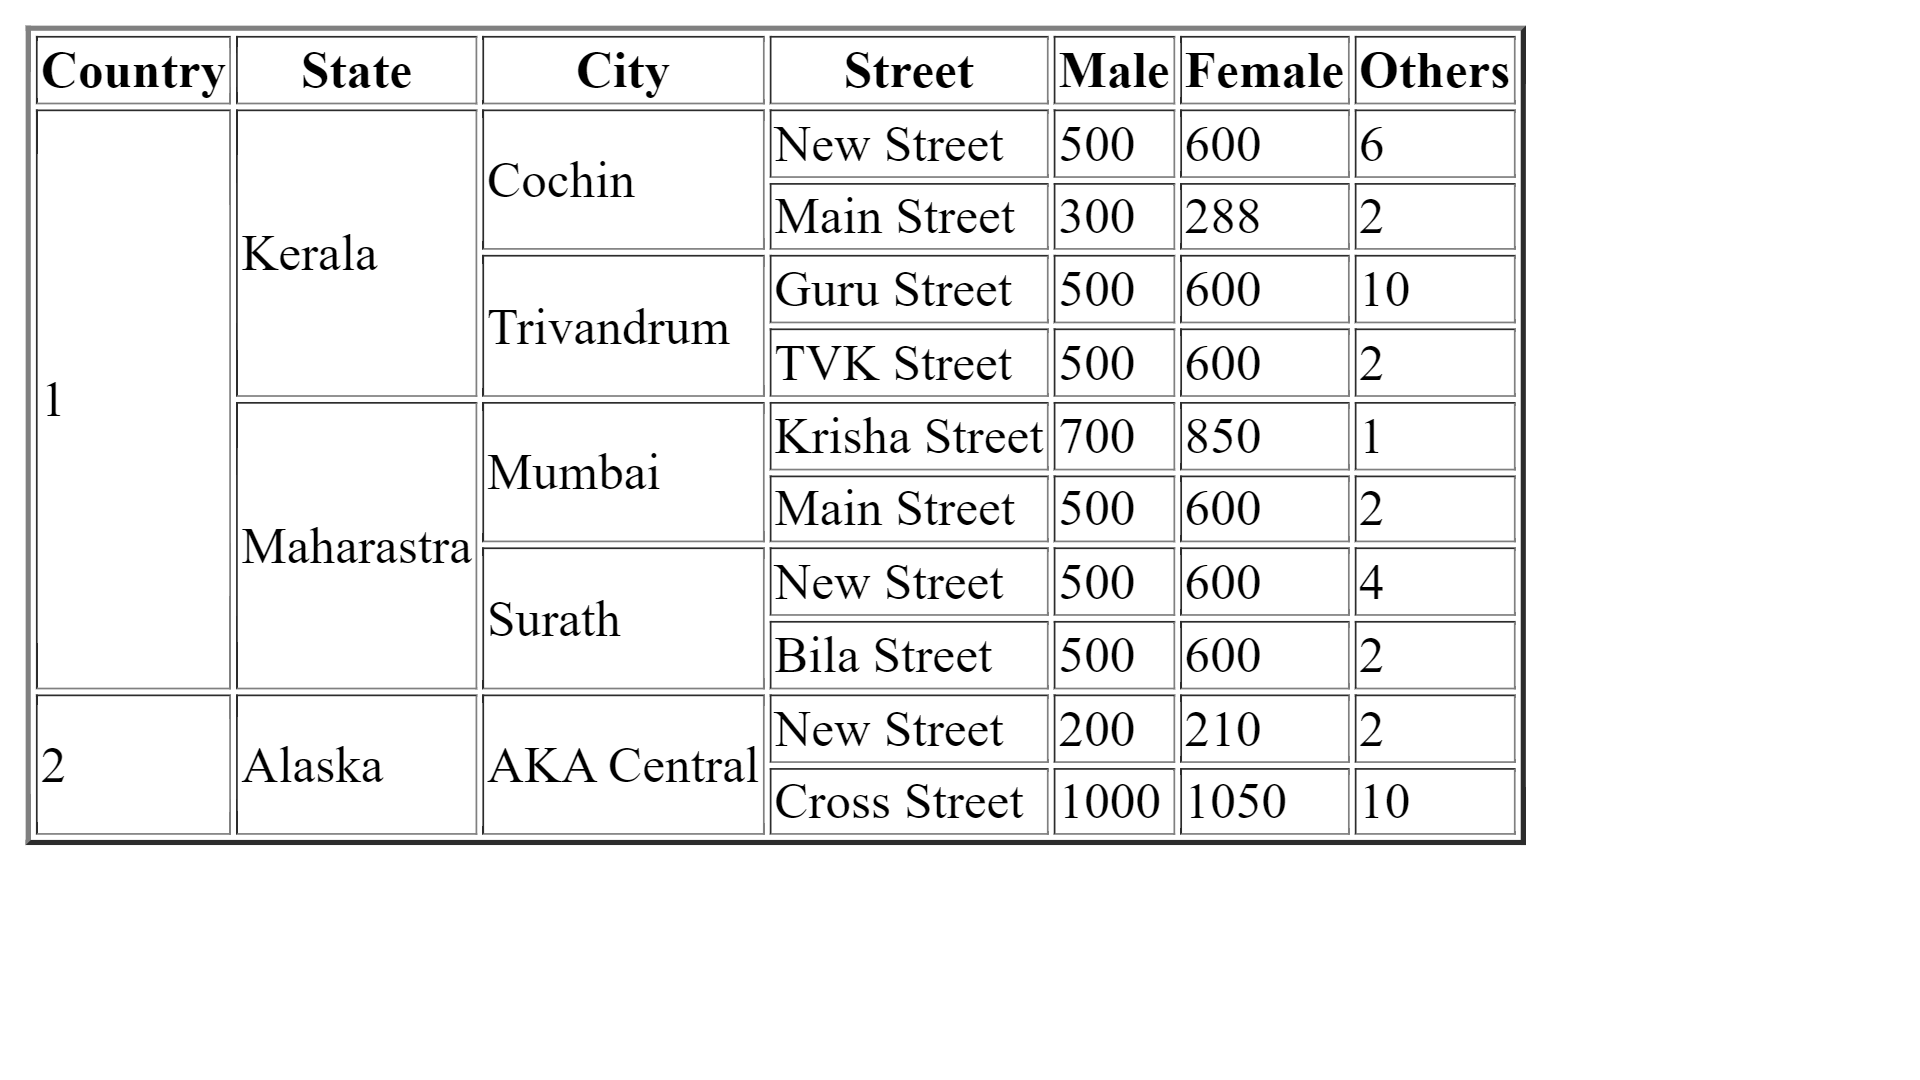 Country State City Street Male Female Others
1 Kerala Cochin New Street 500 600 6
Main Street 300 288 2
Trivandrum Guru Street 500 600 10
TVK Street 500 600 2
Maharastra Mumbai Krisha Street 700 850 1
Main Street 500 600 2
Surath New Street 500 600 4
Bila Street 500 600 2
2 Alaska AKA Central New Street 200 210 2
Cross Street 1000 1050 10